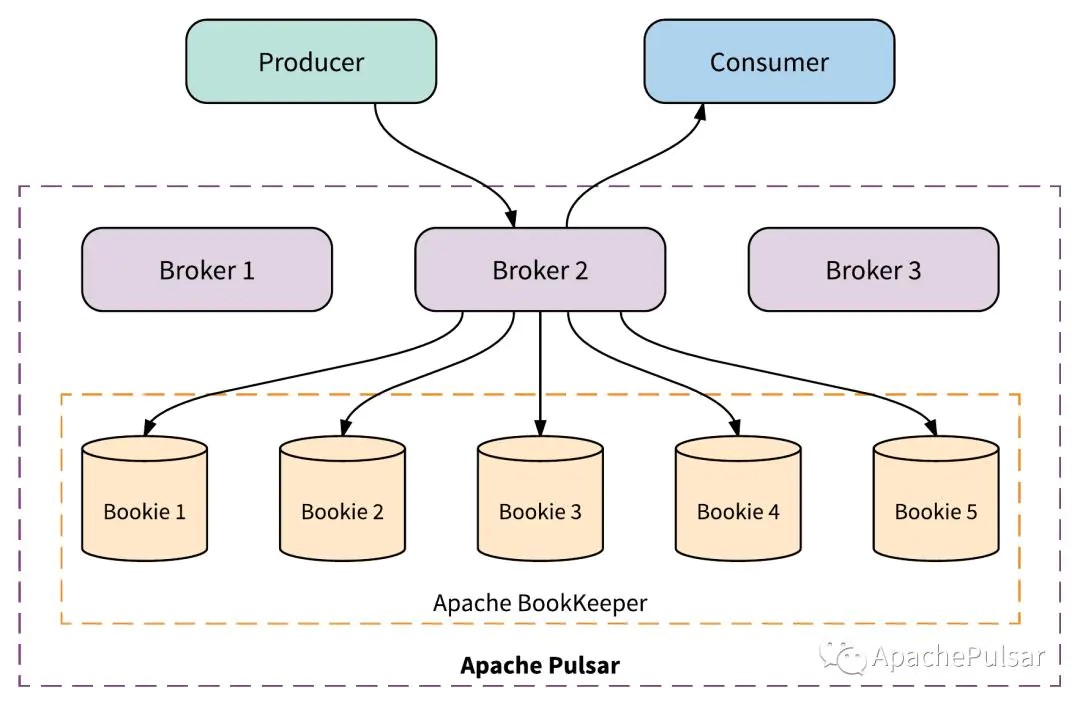 Producer
Consumer
Broker 1
Broker 2
Broker 3
Bookie 1
Bookie 2
Bookie 3
Bookie 4
Bookie 5
Apache BookKeeper
Apache Pulsar
ApachePulsar